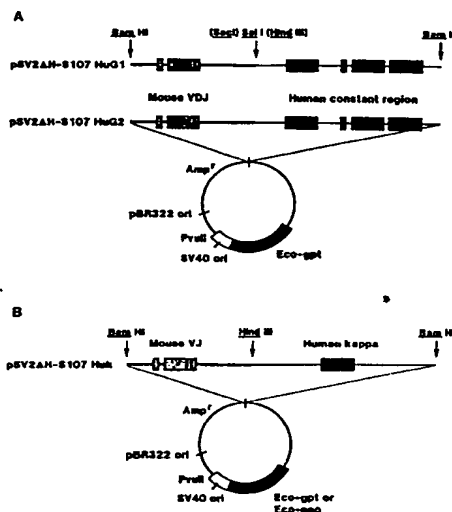 A
Bam HI
(SacI) Sal I (Hind III)
Bam HI
pSV2ΔH-S107 HuG1
Mouse VDJ
Human constant region
pSV2ΔH-S107 HuG2
Amp r
pBR322 ori
PvuII
SV40 ori
Eco-gpt
B
Bam HI
Hind III
Bam HI
Mouse VJ
Human kappa
pSV2ΔH-S107 Huk
Amp r
pBR322 ori
PvuII
SV40 ori
Eco-gpt or
Eco-neo